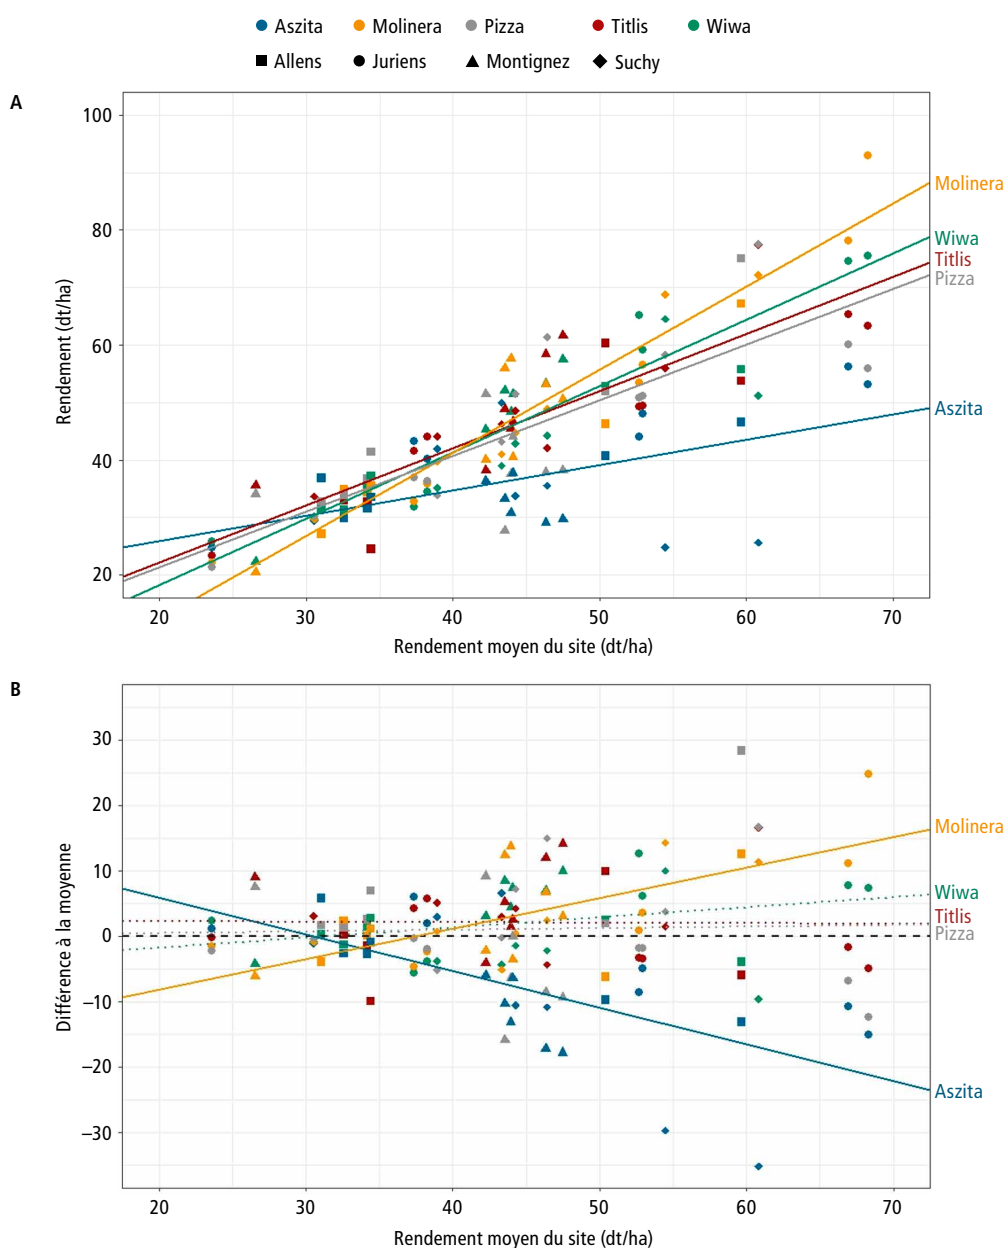 Aszita Molinera Pizza Titlis Wiwa
Allens Juriens Montignez Suchy
A
Rendement (dt/ha)
100
80
60
40
20
20 30 40 50 60 70
Rendement moyen du site (dt/ha)
Molinera
Wiwa
Titlis
Pizza
Aszita
B
Différence à la moyenne
30
20
10
0
−10
−20
−30
20 30 40 50 60 70
Rendement moyen du site (dt/ha)
Molinera
Wiwa
Titlis
Pizza
Aszita